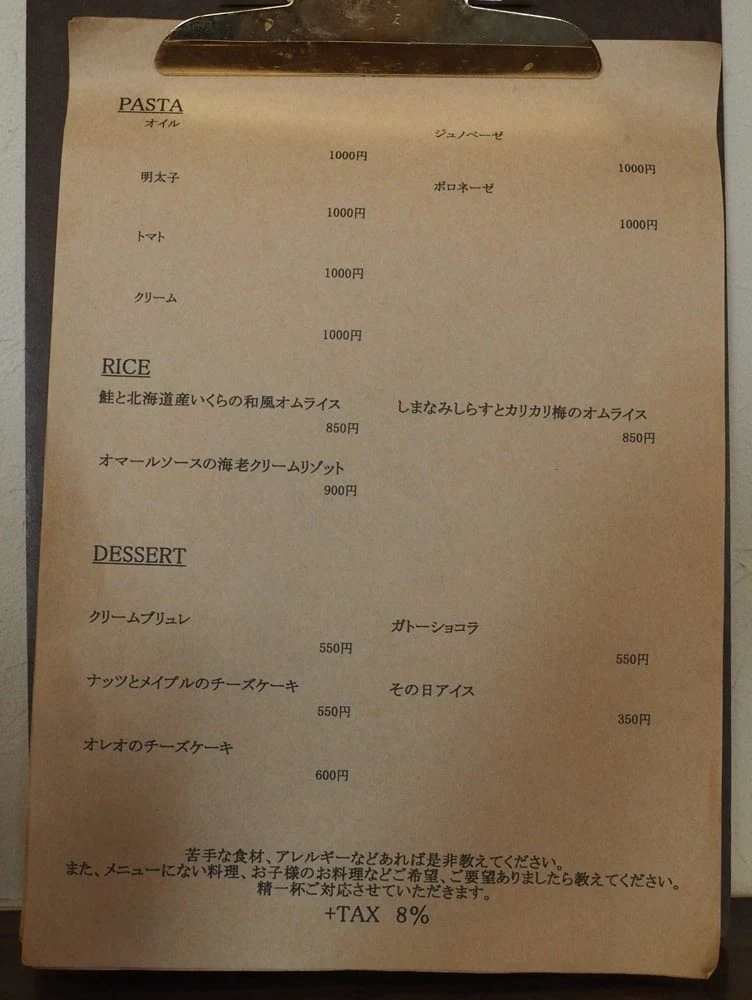 PASTA
オイル
1000円
ジェノベーゼ
1000円
明太子
1000円
ボロネーゼ
1000円
トマト
1000円
クリーム
1000円
RICE
鮭と北海道産いくらの和風オムライス
850円
しまなみしらすとカリカリ梅のオムライス
850円
オマールソースの海老クリームリゾット
900円
DESSERT
クリームブリュレ
550円
ガトーショコラ
550円
ナッツとメイプルのチーズケーキ
550円
その日アイス
350円
オレオのチーズケーキ
600円
苦手な食材、アレルギーなどあれば是非教えてください。
また、メニューにない料理、お子様のお料理などご希望、ご要望ありましたら教えてください。
精一杯ご対応させていただきます。
+TAX 8%